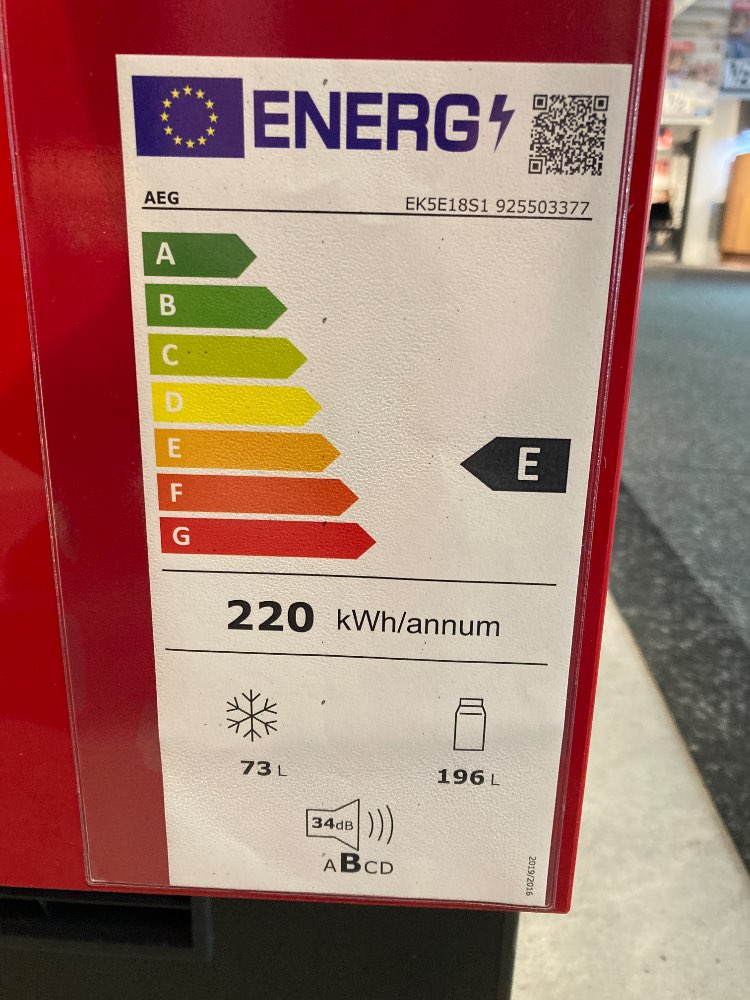 ENERG
AEG
EK5E18S1 925503377
A
B
C
D
E
E
F
G
220 kWh/annum
73 L
196 L
34dB
ABCD
2019/2016